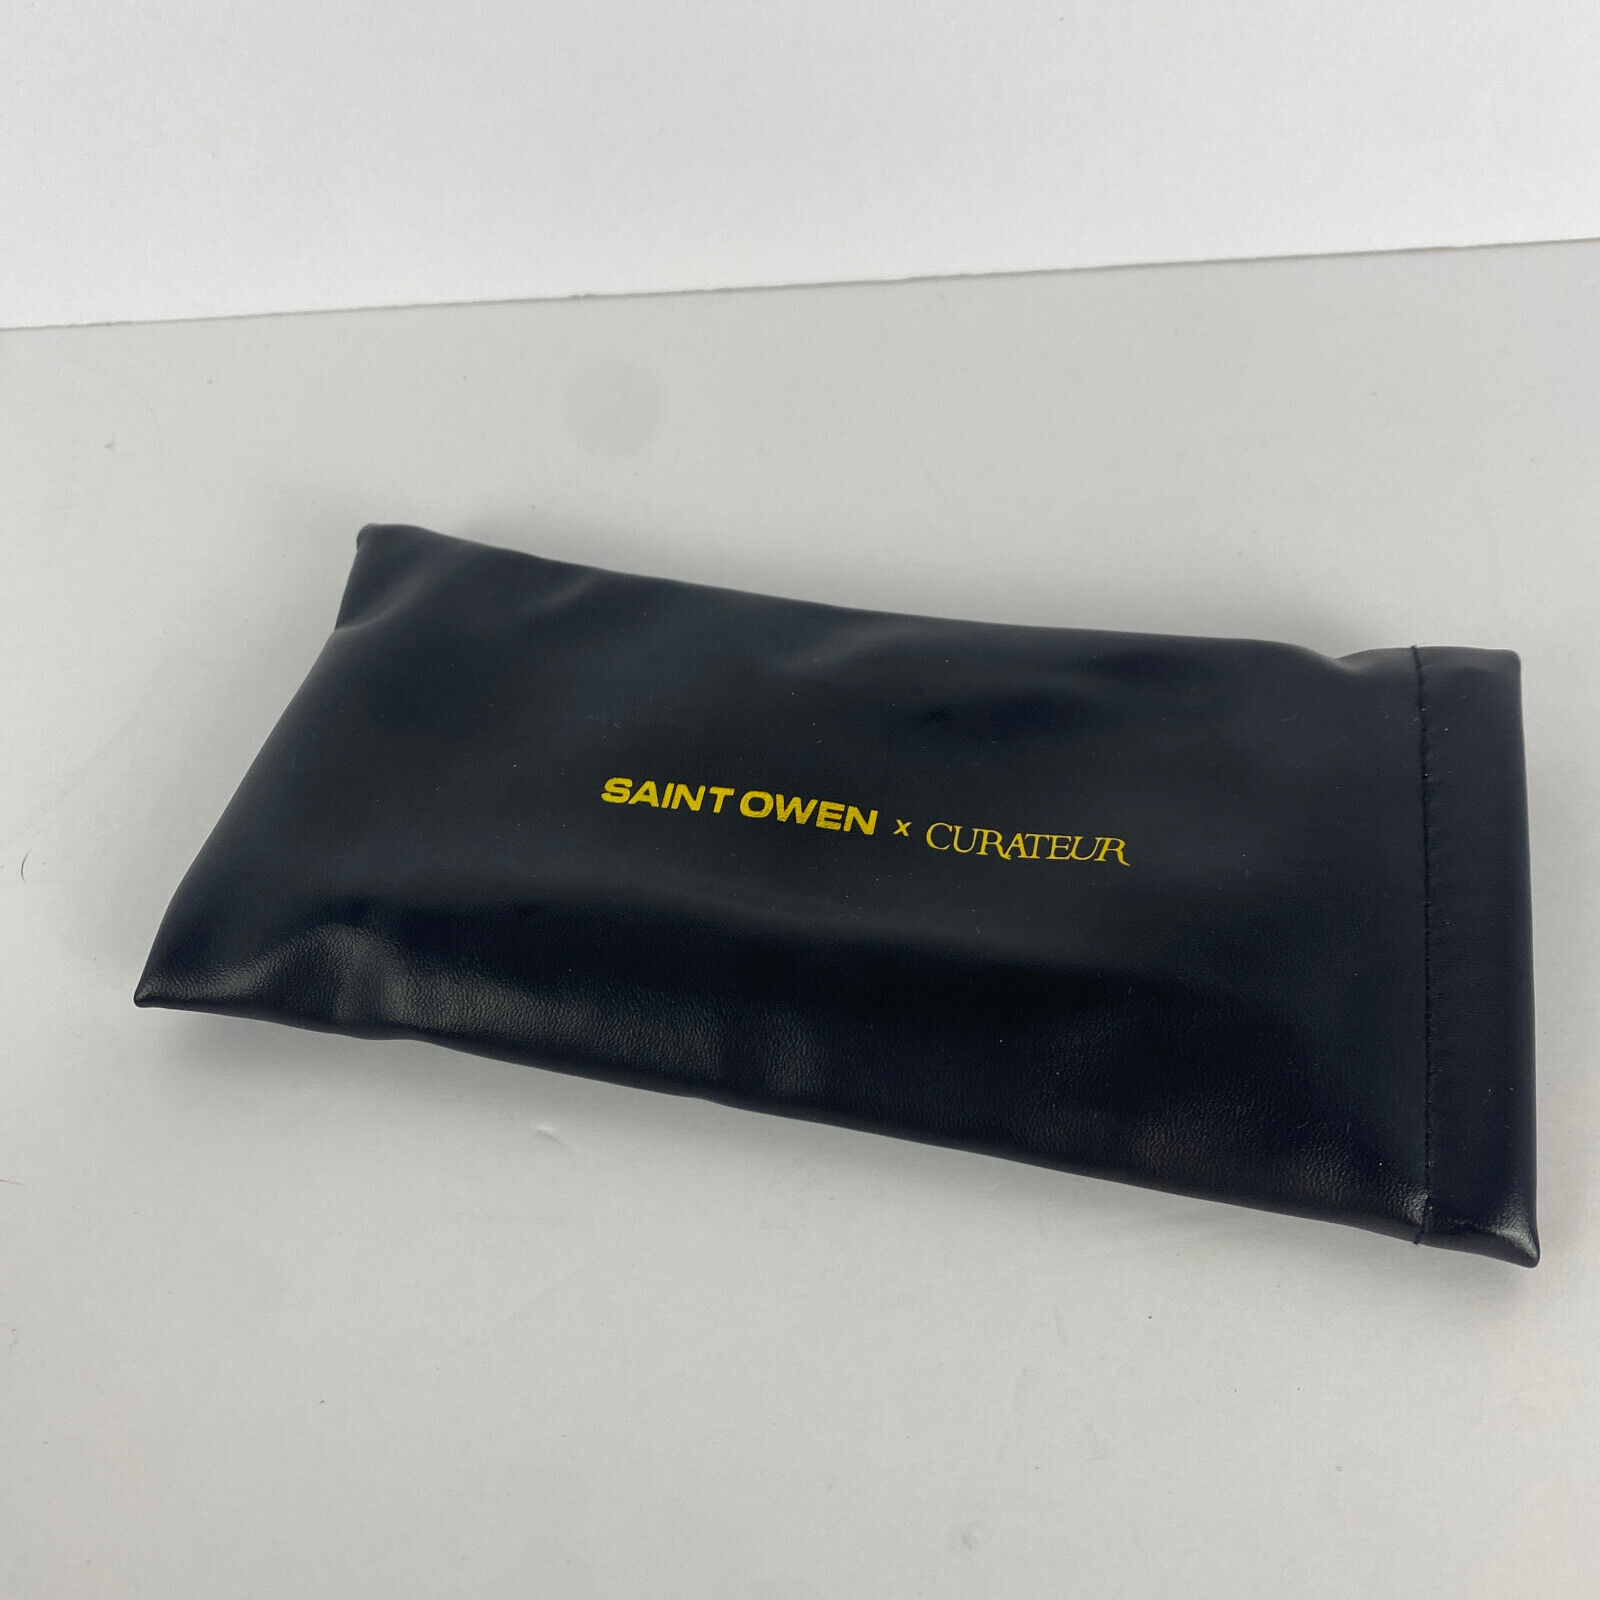 SAINT OWEN x CURATEUR